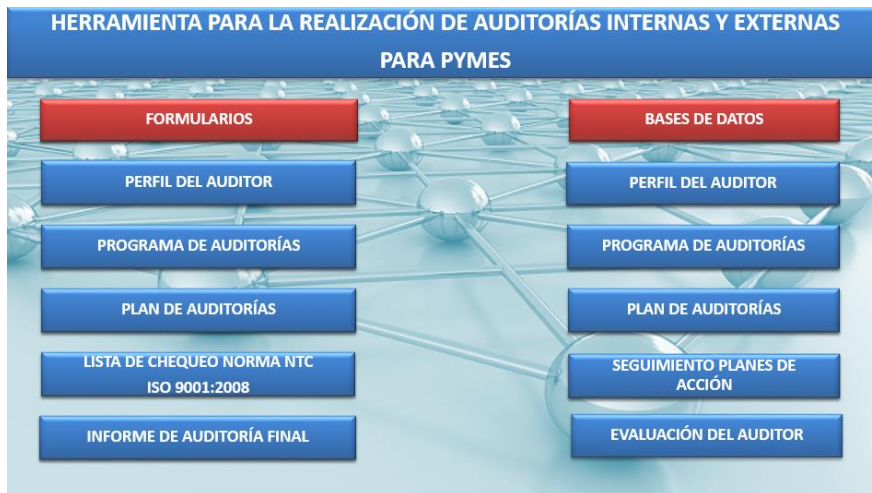 HERRAMIENTA PARA LA REALIZACIÓN DE AUDITORÍAS INTERNAS Y EXTERNAS
PARA PYMES
FORMULARIOS
BASES DE DATOS
PERFIL DEL AUDITOR
PERFIL DEL AUDITOR
PROGRAMA DE AUDITORÍAS
PROGRAMA DE AUDITORÍAS
PLAN DE AUDITORÍAS
PLAN DE AUDITORÍAS
LISTA DE CHEQUEO NORMA NTC
ISO 9001:2008
SEGUIMIENTO PLANES DE
ACCIÓN
INFORME DE AUDITORÍA FINAL
EVALUACIÓN DEL AUDITOR